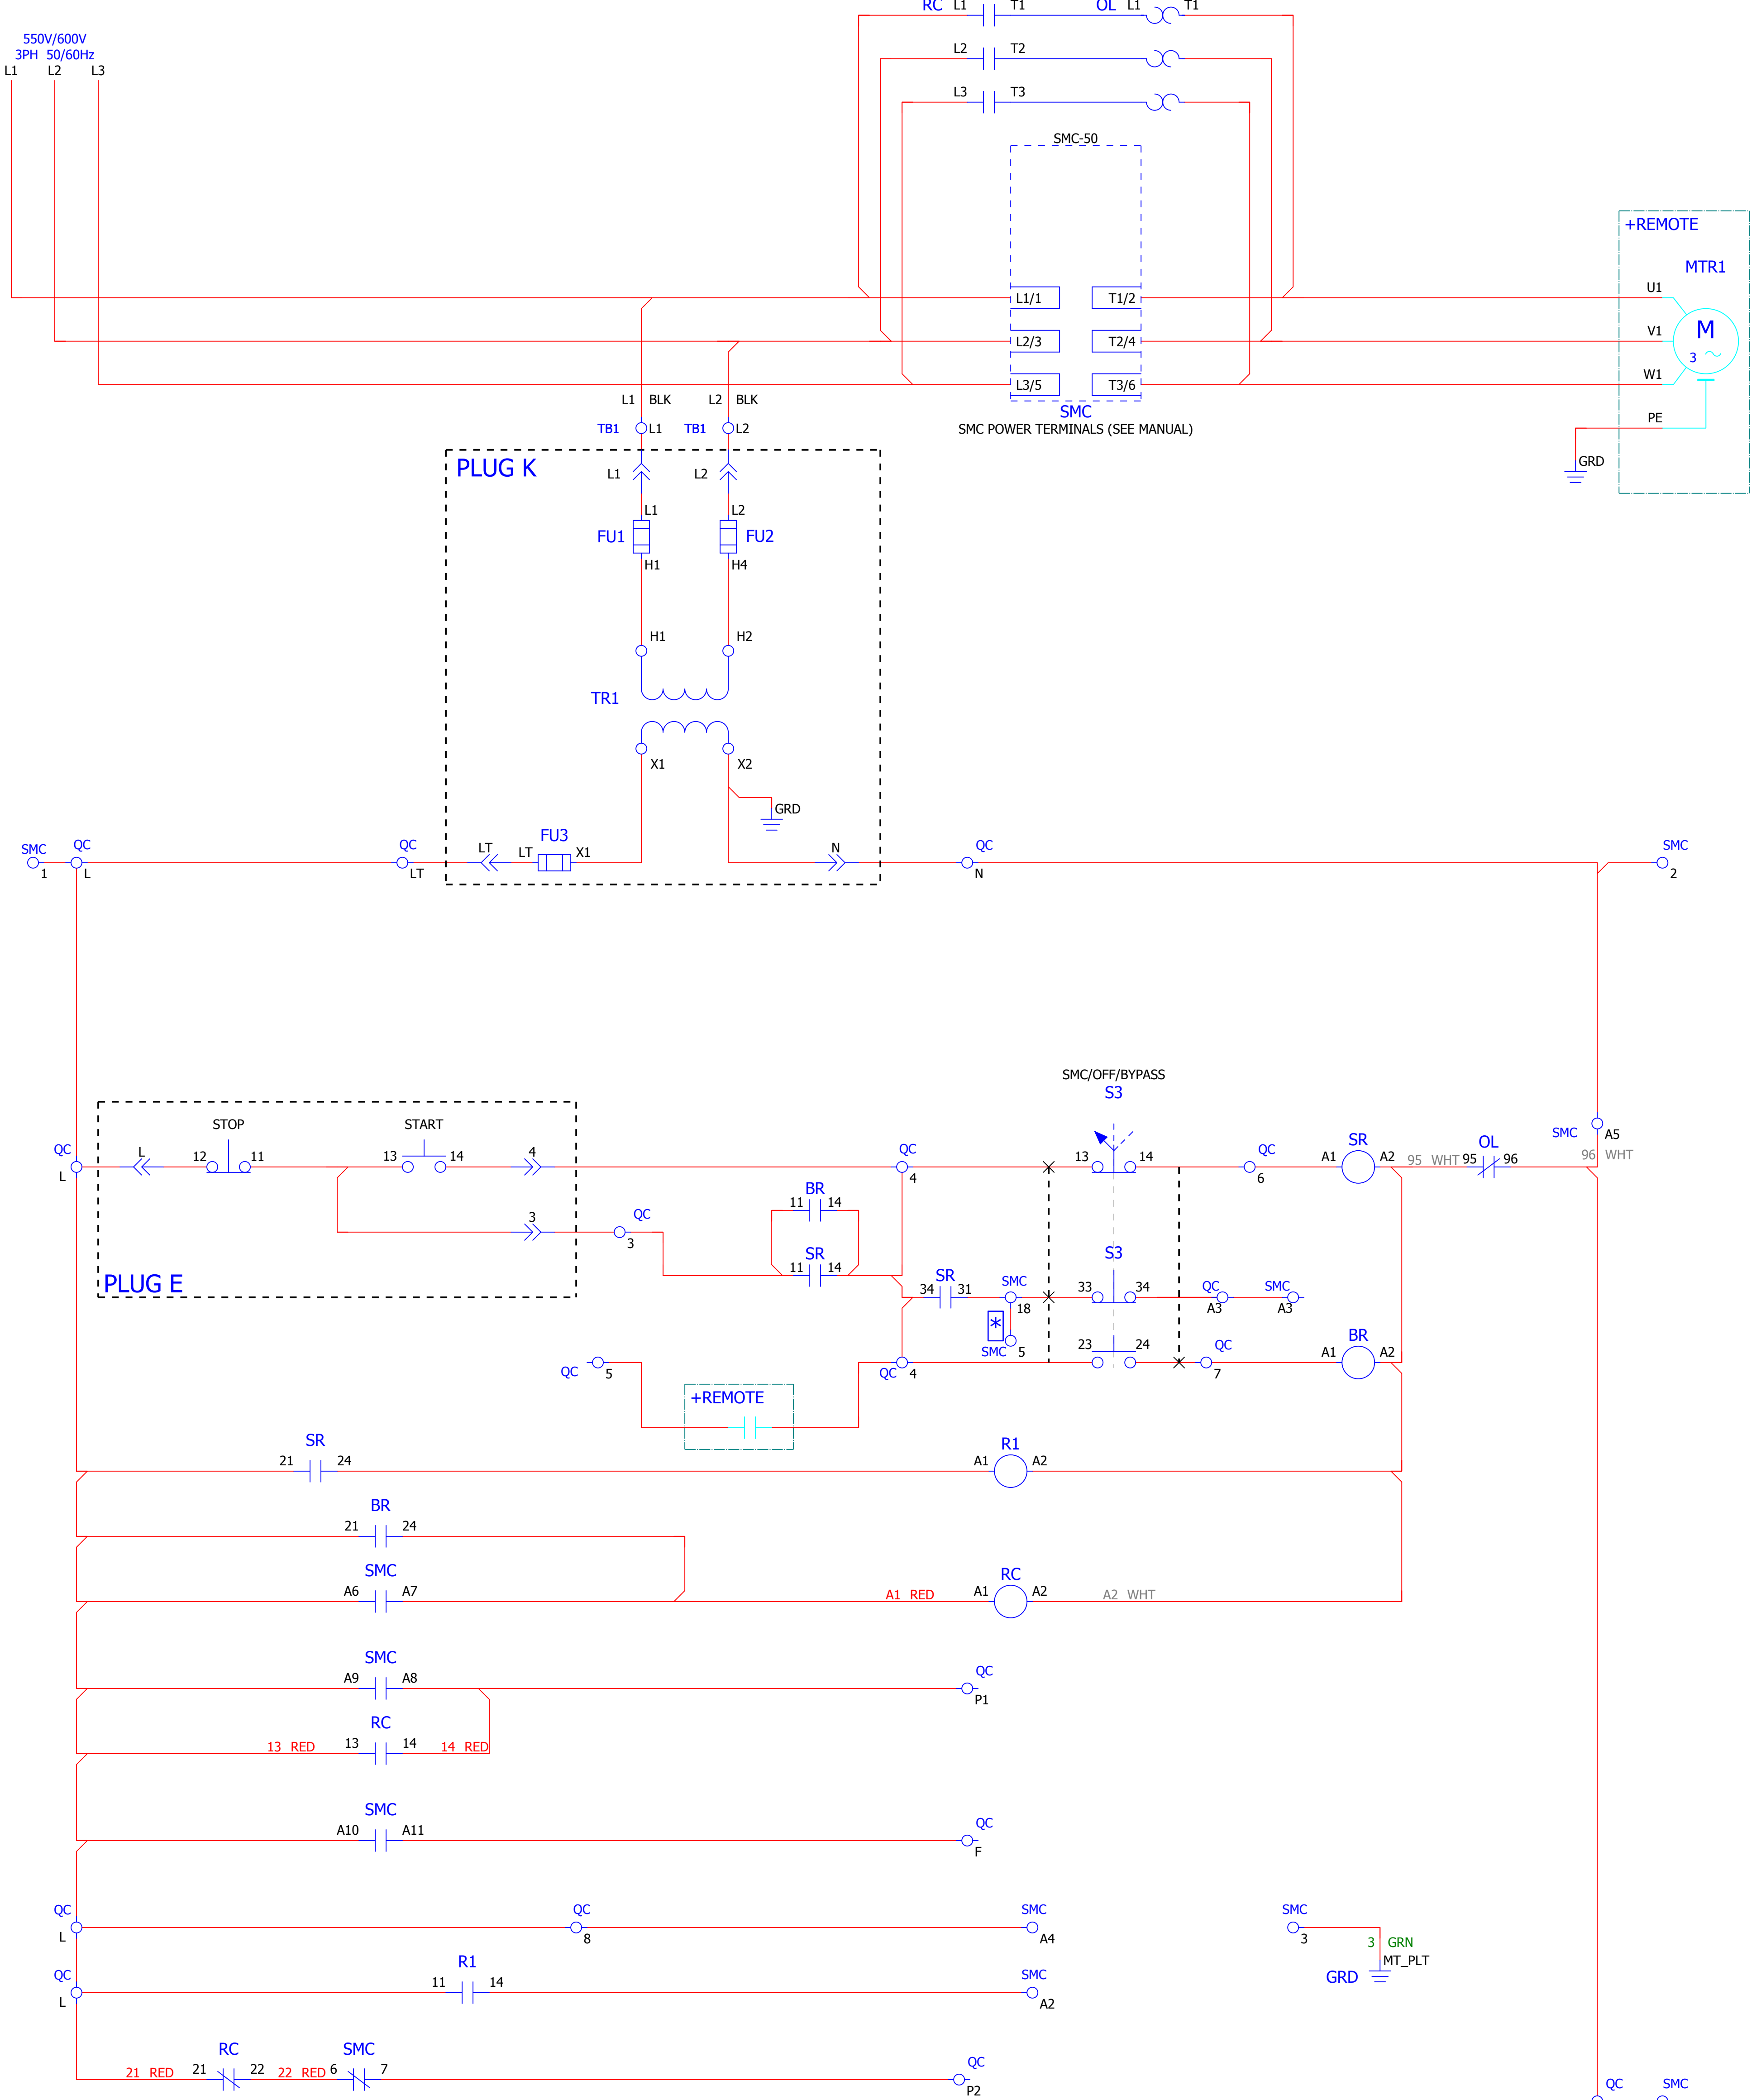 RC L1 T1 OL L1 T1
550V/600V
3PH 50/60Hz
L1 L2 L3
L2 T2
L3 T3
SMC-50
+REMOTE
MTR1
L1/1 T1/2 U1
L2/3 T2/4 V1 M
3
L3/5 T3/6 W1
L1 BLK L2 BLK
SMC
SMC POWER TERMINALS (SEE MANUAL)
PE
GRD
TB1 L1 TB1 L2
PLUG K
L1 L2
L1 L2
FU1 FU2
H1 H4
H1 H2
TR1
X1 X2
GRD
SMC QC QC FU3 QC SMC
LT LT X1 N
1 L LT N 2
SMC/OFF/BYPASS
S3
STOP START
QC L 12 11 13 14 4 QC 13 14 QC SR OL SMC A5
A1 A2 95 WHT 95 96 96 WHT
L 4 6
BR
11 14
3 QC
3
SR
11 14
S3
SR
34 31 SMC 33 34 QC SMC
18 A3 A3
PLUG E
*
SMC 5 23 24 QC BR
A1 A2
QC 5 QC 4 7
+REMOTE
SR R1
21 24 A1 A2
BR
21 24
SMC RC
A6 A7 A1 RED A1 A2 A2 WHT
SMC
A9 A8 QC
P1
RC
13 RED 13 14 14 RED
SMC
A10 A11 QC
F
QC QC SMC SMC
L 8 A4 3
3 GRN
MT_PLT
GRD
QC R1 SMC
11 14
L A2
RC SMC
21 RED 21 22 22 RED 6 7 QC
P2
QC SMC